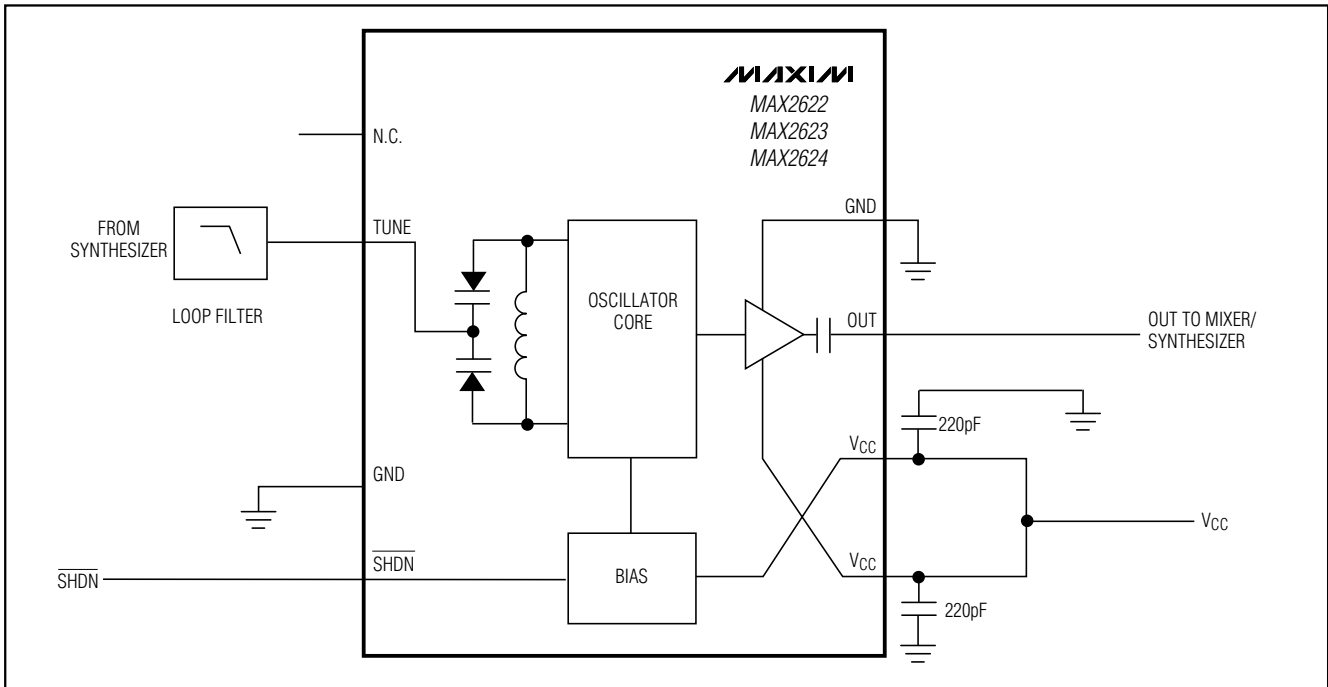 MAXIM
MAX2622
MAX2623
MAX2624
N.C.
GND
FROM
SYNTHESIZER
TUNE
LOOP FILTER
OSCILLATOR
CORE
OUT
OUT TO MIXER/
SYNTHESIZER
220pF
VCC
GND
VCC
SHDN
SHDN
BIAS
VCC
220pF